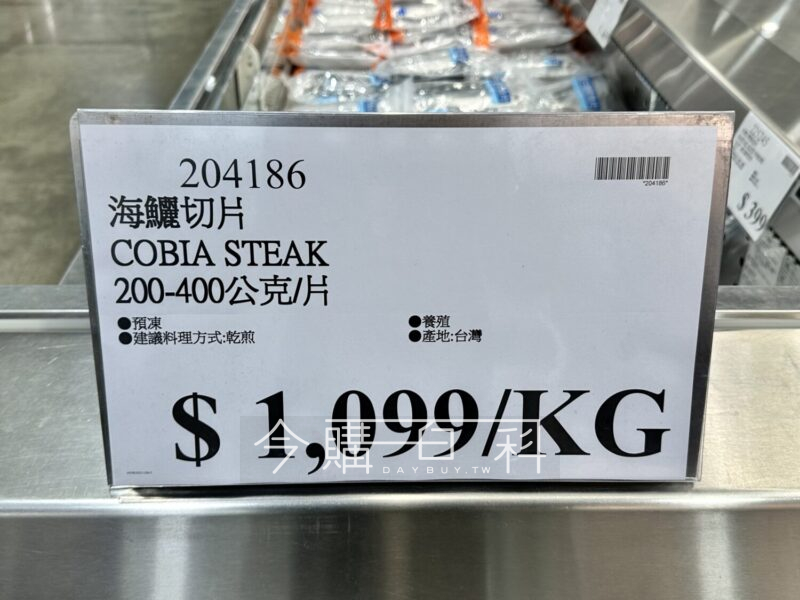 204186
*204186*
海鱺切片
COBIA STEAK
200-400公克/片
●預凍
●養殖
●建議料理方式:乾煎
●產地:台灣
$ 1,099/KG
今購百科
DAYBUY.TW
$ 399